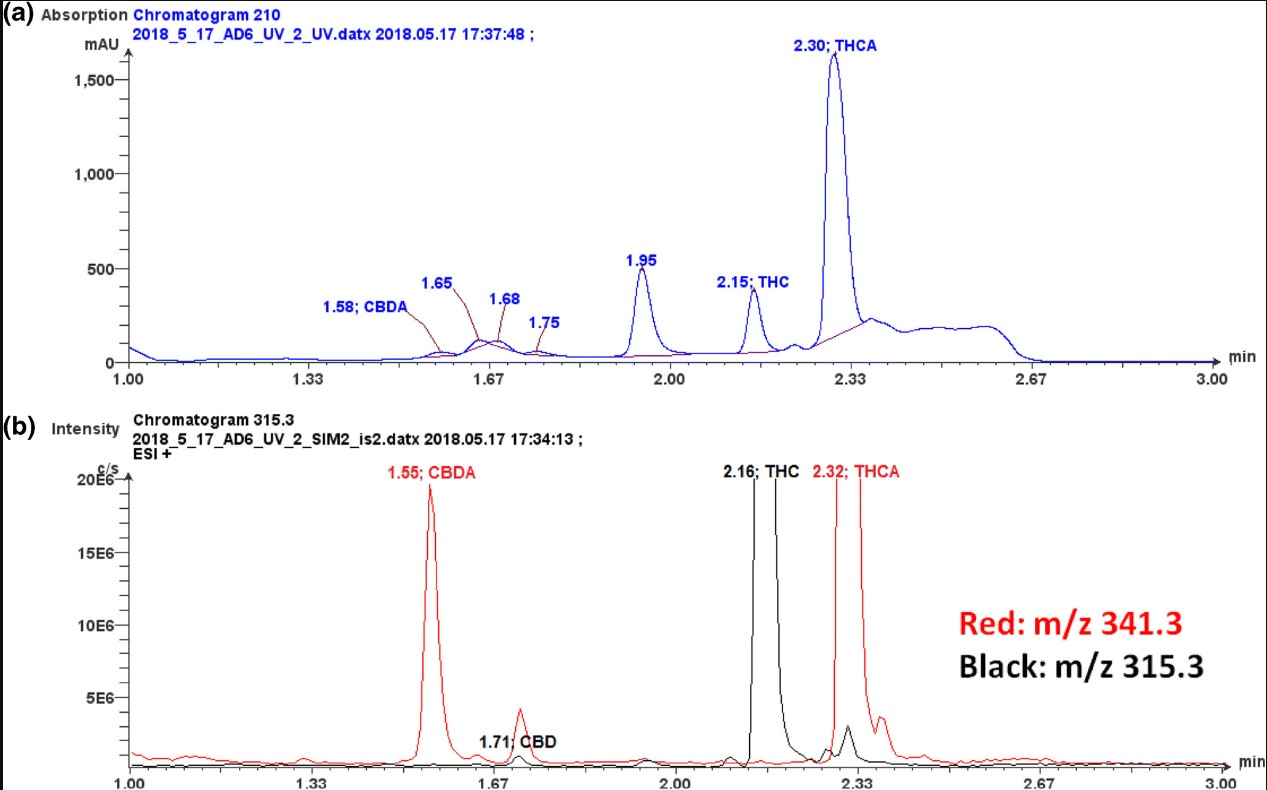 (a) Absorption Chromatogram 210
2018_5_17_AD6_UV_2_UV.datx 2018.05.17 17:37:48 ;
mAU
2.30; THCA
1,500
1,000
500
0
1.58; CBDA
1.65
1.68
1.75
1.95
2.15; THC
min
1.00 1.33 1.67 2.00 2.33 2.67 3.00
(b) Intensity Chromatogram 315.3
2018_5_17_AD6_UV_2_SIM2_is2.datx 2018.05.17 17:34:13 ;
ESI +
c/s
1.55; CBDA 2.16; THC 2.32; THCA
20E6
15E6
10E6
5E6
Red: m/z 341.3
Black: m/z 315.3
1.71; CBD
min
1.00 1.33 1.67 2.00 2.33 2.67 3.00